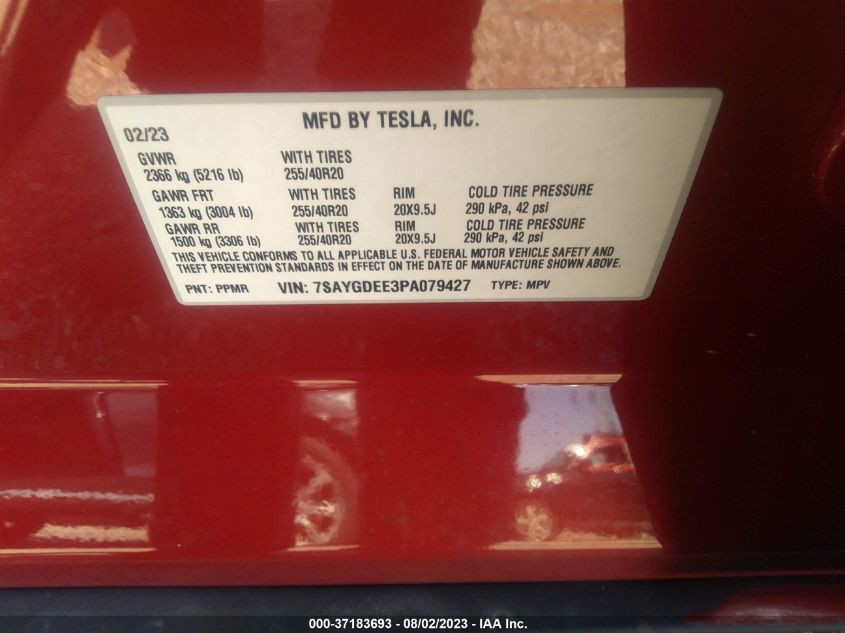 MFD BY TESLA, INC.
02/23
GVWR WITH TIRES
2366 kg (5216 lb) 255/40R20
GAWR FRT WITH TIRES RIM COLD TIRE PRESSURE
1363 kg (3004 lb) 255/40R20 20X9.5J 290 kPa, 42 psi
GAWR RR WITH TIRES RIM COLD TIRE PRESSURE
1500 kg (3306 lb) 255/40R20 20X9.5J 290 kPa, 42 psi
THIS VEHICLE CONFORMS TO ALL APPLICABLE U.S. FEDERAL MOTOR VEHICLE SAFETY AND
THEFT PREVENTION STANDARDS IN EFFECT ON THE DATE OF MANUFACTURE SHOWN ABOVE.
PNT: PPMR VIN: 7SAYGDEE3PA079427 TYPE: MPV
000-37183693 - 08/02/2023 - IAA Inc.